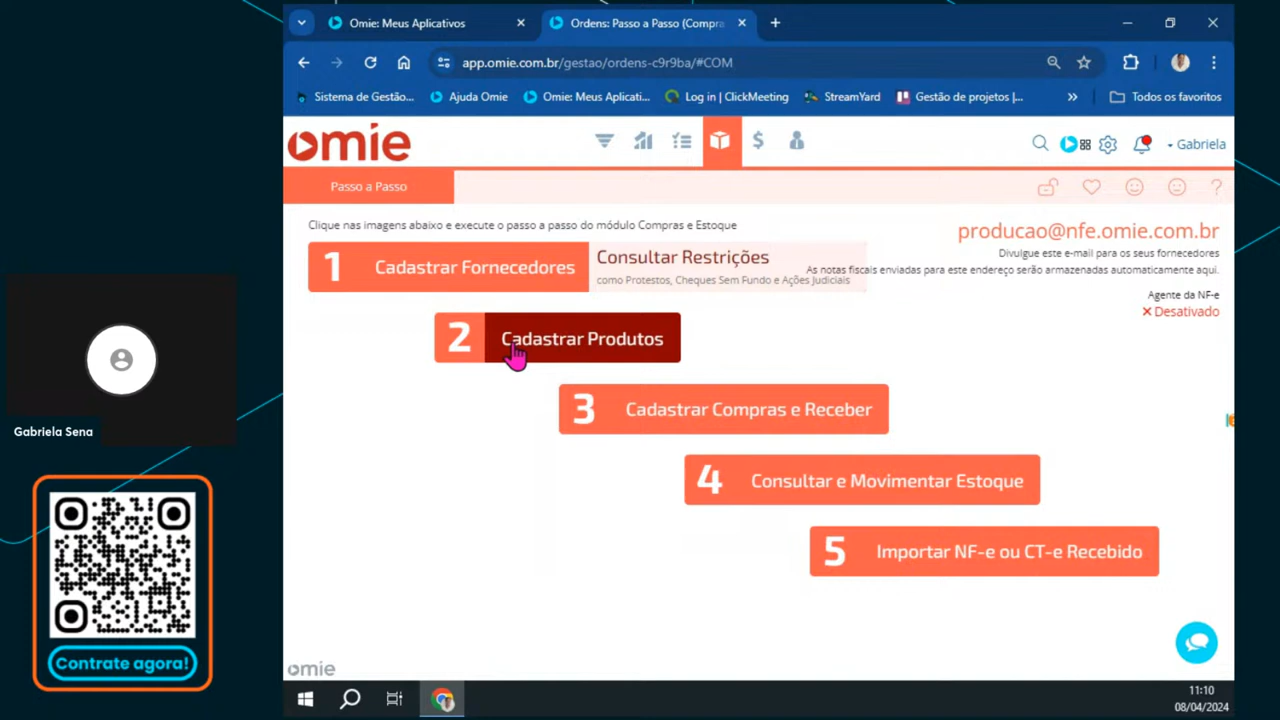 Omie: Meus Aplicativos
Ordens: Passo a Passo (Compra
app.omie.com.br/gestao/ordens-c9r9ba/#COM
Sistema de Gestão...
Ajuda Omie
Omie: Meus Aplicati...
Log in | ClickMeeting
StreamYard
Gestão de projetos |...
Todos os favoritos
omie
Gabriela
Passo a Passo
Clique nas imagens abaixo e execute o passo a passo do módulo Compras e Estoque
producao@nfe.omie.com.br
Divulgue este e-mail para os seus fornecedores
As notas fiscais enviadas para este endereço serão armazenadas automaticamente aqui.
Agente da NF-e
Desativado
1 Cadastrar Fornecedores
Consultar Restrições
como Protestos, Cheques Sem Fundo e Ações Judiciais
2 Cadastrar Produtos
3 Cadastrar Compras e Receber
4 Consultar e Movimentar Estoque
5 Importar NF-e ou CT-e Recebido
Gabriela Sena
Contrate agora!
omie
11:10
08/04/2024